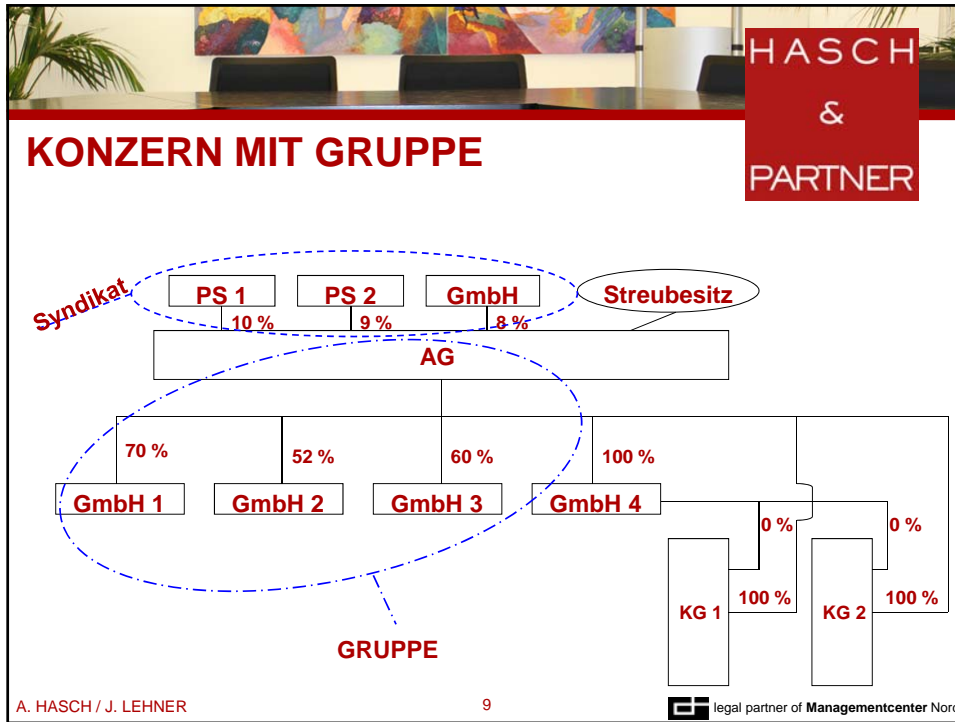 HASCH
&
PARTNER
KONZERN MIT GRUPPE
Syndikat
PS 1
PS 2
GmbH
Streubesitz
10 %
9 %
8 %
AG
70 %
52 %
60 %
100 %
GmbH 1
GmbH 2
GmbH 3
GmbH 4
0 %
0 %
100 %
100 %
KG 1
KG 2
GRUPPE
A. HASCH / J. LEHNER
9
legal partner of Managementcenter Nord